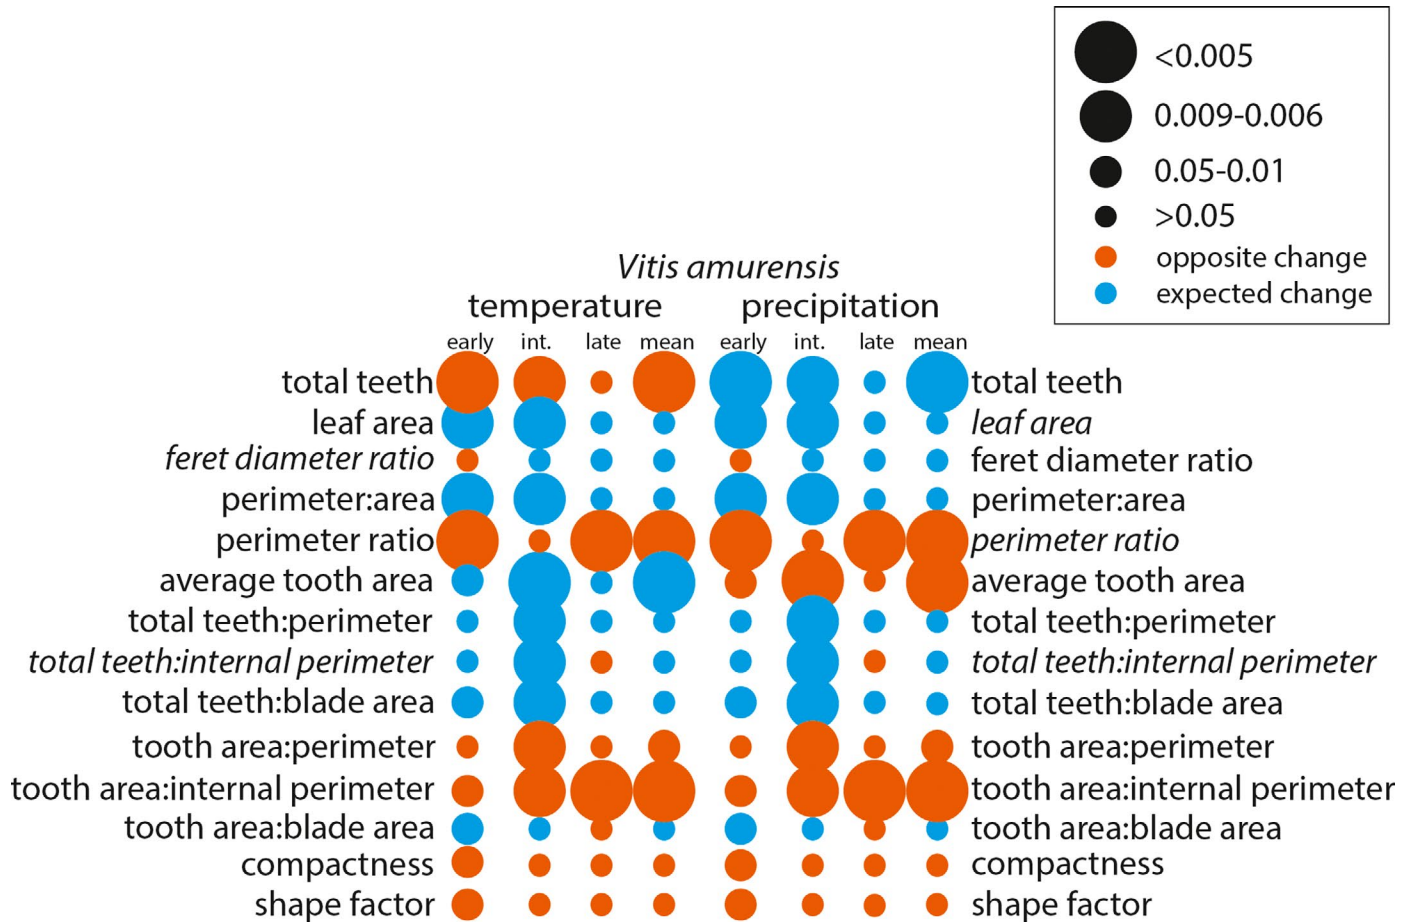 <0.005
0.009-0.006
0.05-0.01
>0.05
opposite change
expected change
Vitis amurensis
temperature precipitation
early int. late mean early int. late mean
total teeth total teeth
leaf area leaf area
feret diameter ratio feret diameter ratio
perimeter:area perimeter:area
perimeter ratio perimeter ratio
average tooth area average tooth area
total teeth:perimeter total teeth:perimeter
total teeth:internal perimeter total teeth:internal perimeter
total teeth:blade area total teeth:blade area
tooth area:perimeter tooth area:perimeter
tooth area:internal perimeter tooth area:internal perimeter
tooth area:blade area tooth area:blade area
compactness compactness
shape factor shape factor